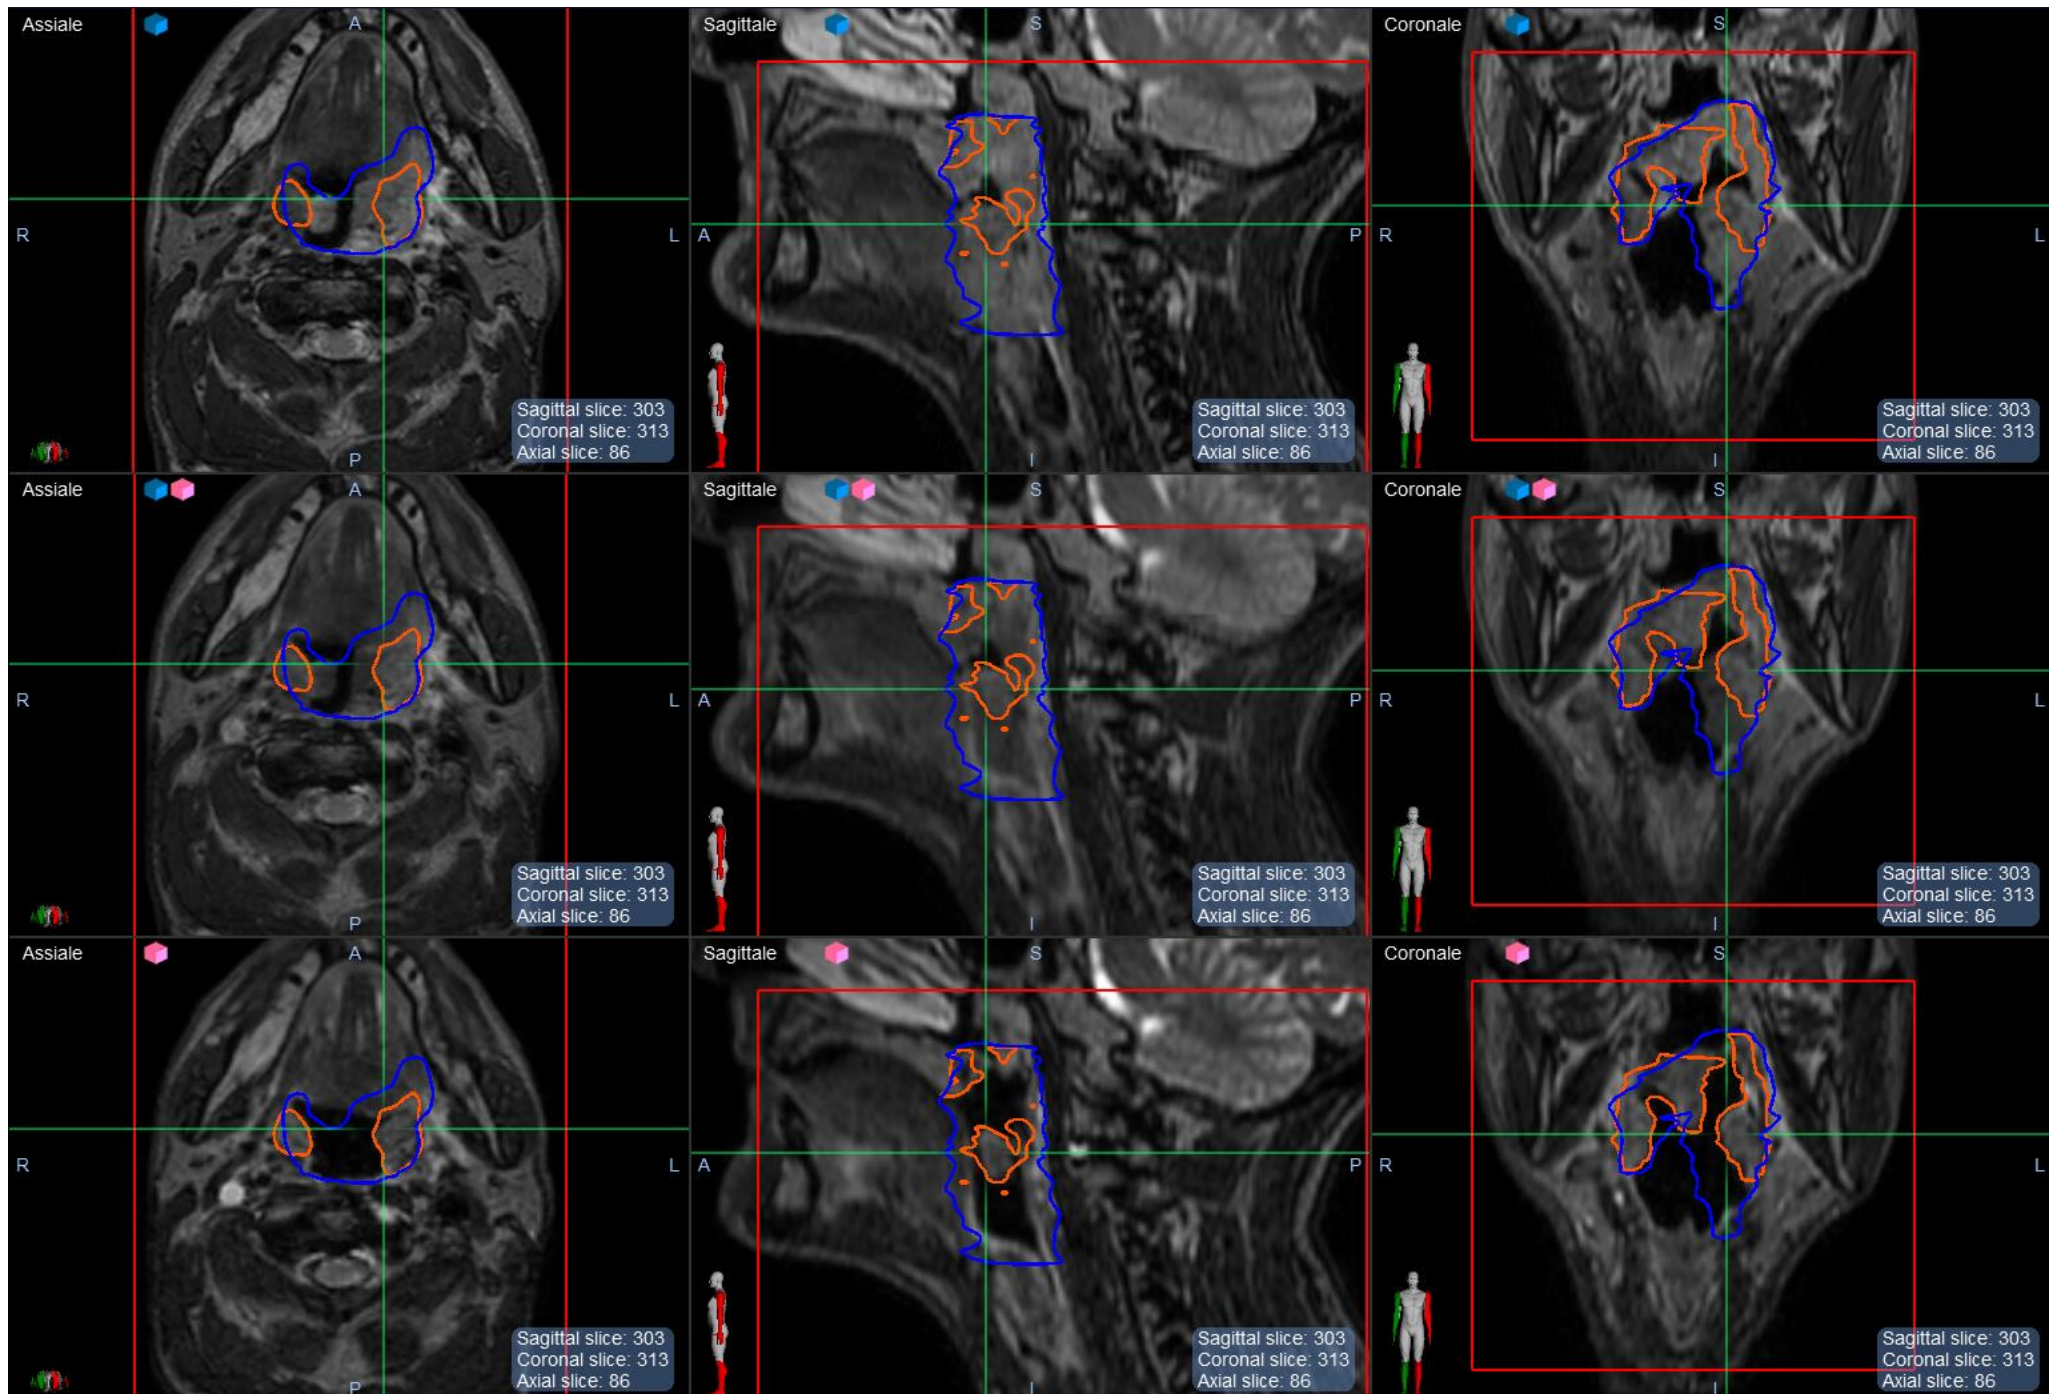 Assiale
A
R
L
P
Sagittal slice: 303
Coronal slice: 313
Axial slice: 86
Sagittale
S
A
P
I
Sagittal slice: 303
Coronal slice: 313
Axial slice: 86
Coronale
S
R
L
I
Sagittal slice: 303
Coronal slice: 313
Axial slice: 86
Assiale
A
R
L
P
Sagittal slice: 303
Coronal slice: 313
Axial slice: 86
Sagittale
S
A
P
I
Sagittal slice: 303
Coronal slice: 313
Axial slice: 86
Coronale
S
R
L
I
Sagittal slice: 303
Coronal slice: 313
Axial slice: 86
Assiale
A
R
L
P
Sagittal slice: 303
Coronal slice: 313
Axial slice: 86
Sagittale
S
A
P
I
Sagittal slice: 303
Coronal slice: 313
Axial slice: 86
Coronale
S
R
L
I
Sagittal slice: 303
Coronal slice: 313
Axial slice: 86